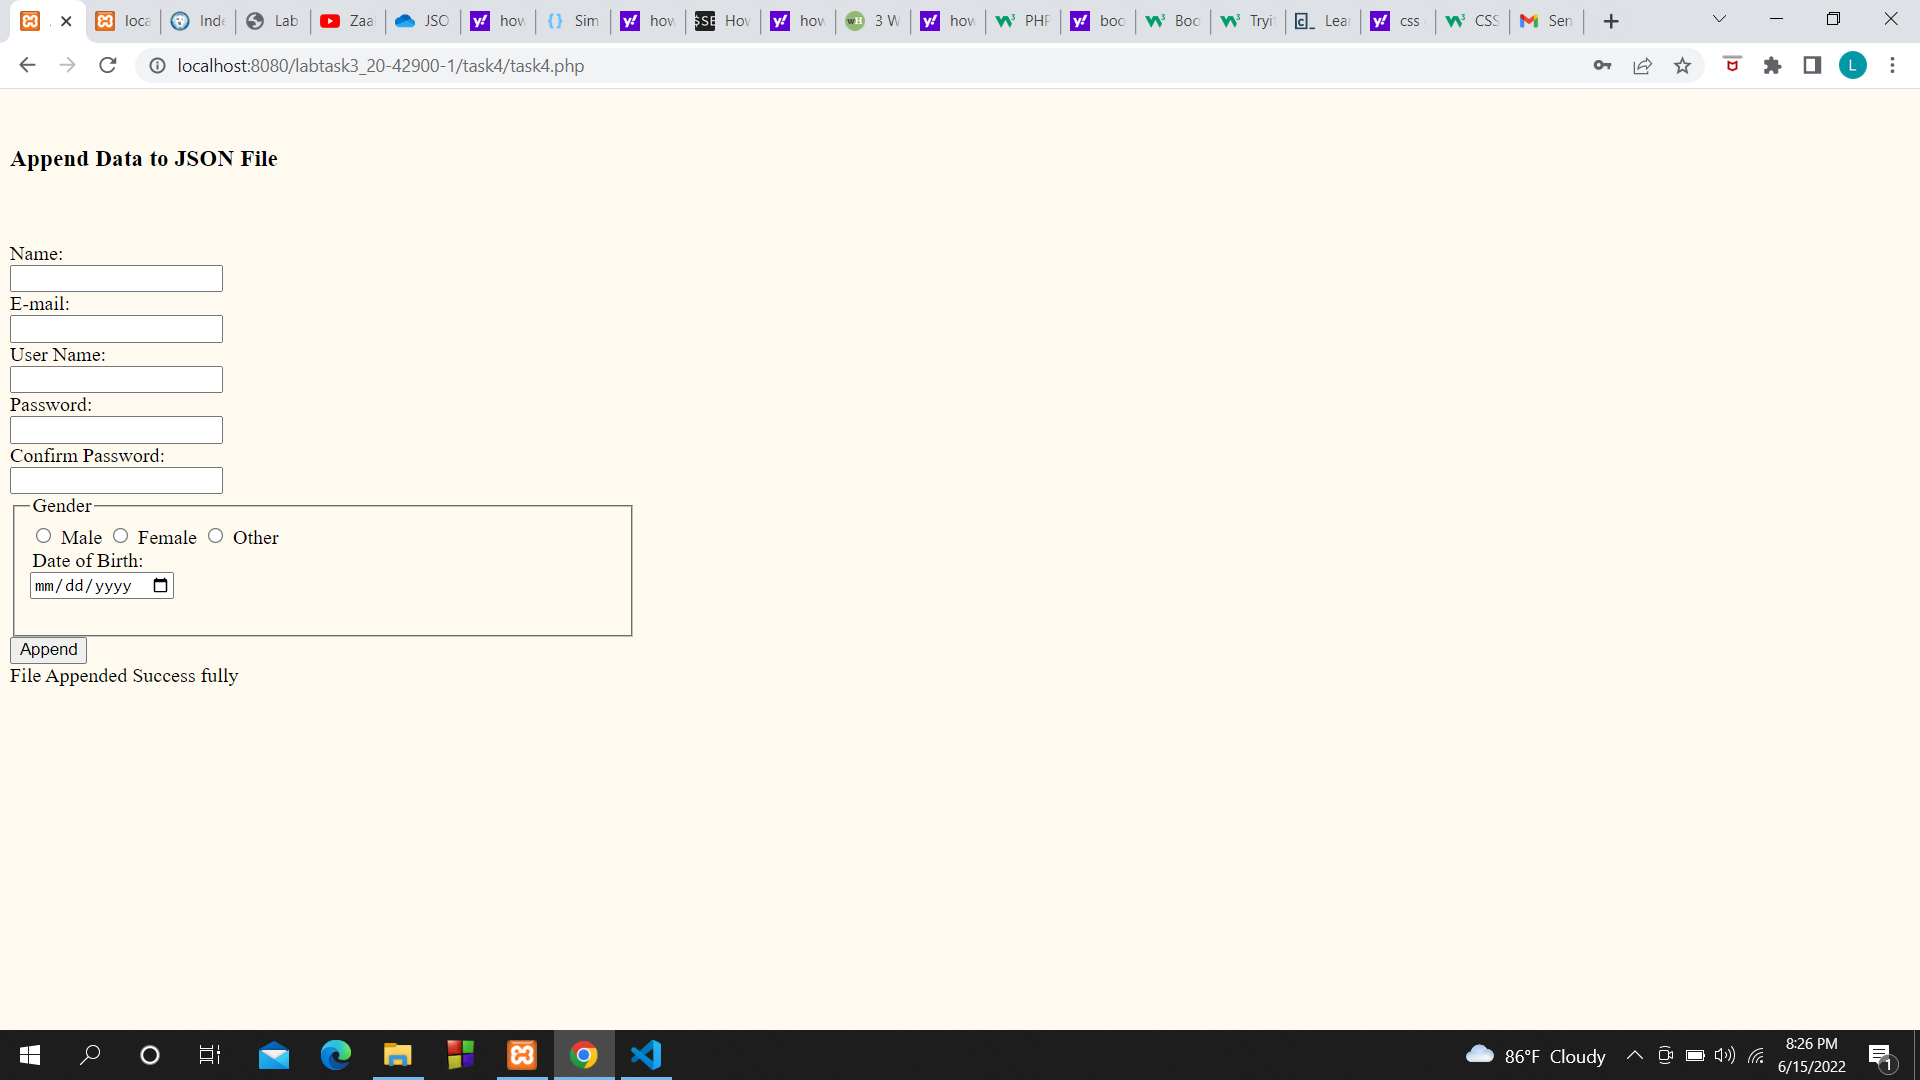 loca
Inde
Lab
Zaa
JSO
how
Sim
how
$SE
How
how
wH
3 W
how
PHP
boo
Boo
Tryi
Lear
css
CSS
Sen
localhost:8080/labtask3_20-42900-1/task4/task4.php
L
Append Data to JSON File
Name:
E-mail:
User Name:
Password:
Confirm Password:
Gender
Male Female Other
Date of Birth:
mm/dd/yyyy
Append
File Appended Success fully
86°F Cloudy
8:26 PM
6/15/2022
1